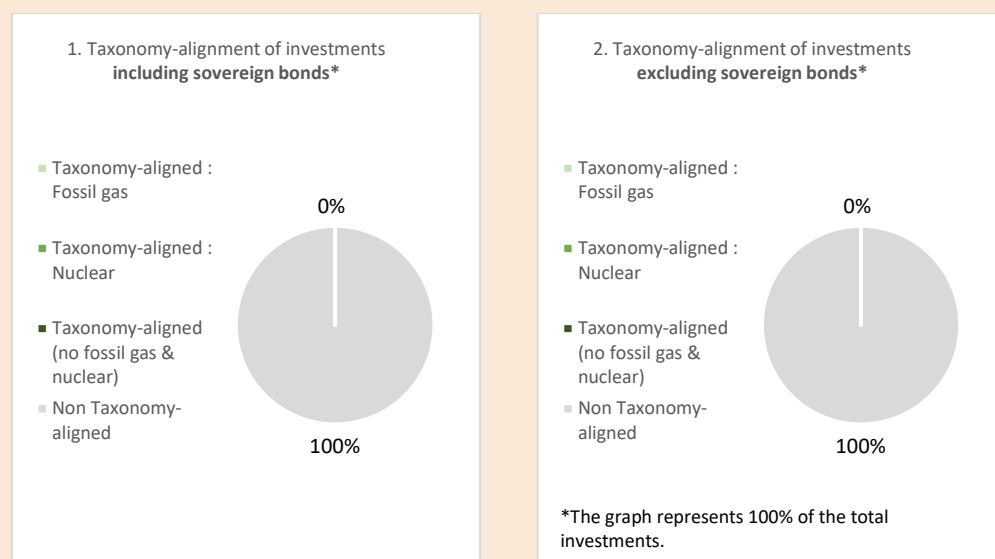 1. Taxonomy-alignment of investments
including sovereign bonds*
Taxonomy-aligned :
Fossil gas
Taxonomy-aligned :
Nuclear
Taxonomy-aligned
(no fossil gas &
nuclear)
Non Taxonomy-
aligned
0%
100%
2. Taxonomy-alignment of investments
excluding sovereign bonds*
Taxonomy-aligned :
Fossil gas
Taxonomy-aligned :
Nuclear
Taxonomy-aligned
(no fossil gas &
nuclear)
Non Taxonomy-
aligned
0%
100%
*The graph represents 100% of the total
investments.